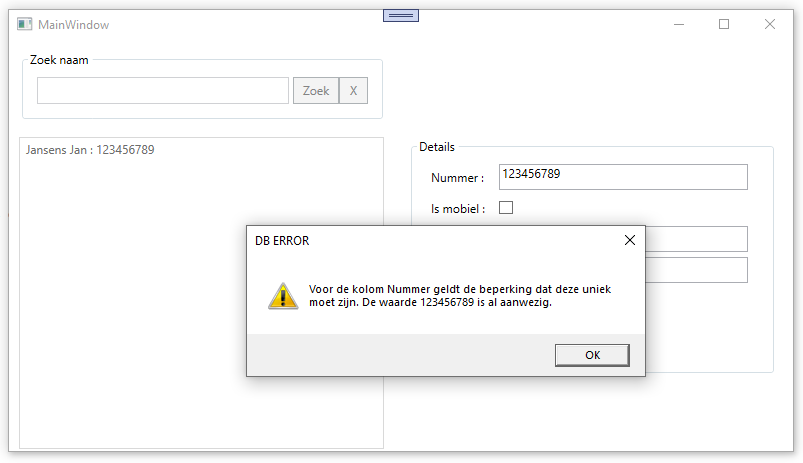 MainWindow
Zoek naam
Zoek X
Jansens Jan : 123456789
Details
Nummer : 123456789
Is mobiel :
DB ERROR
Voor de kolom Nummer geldt de beperking dat deze uniek
moet zijn. De waarde 123456789 is al aanwezig.
OK